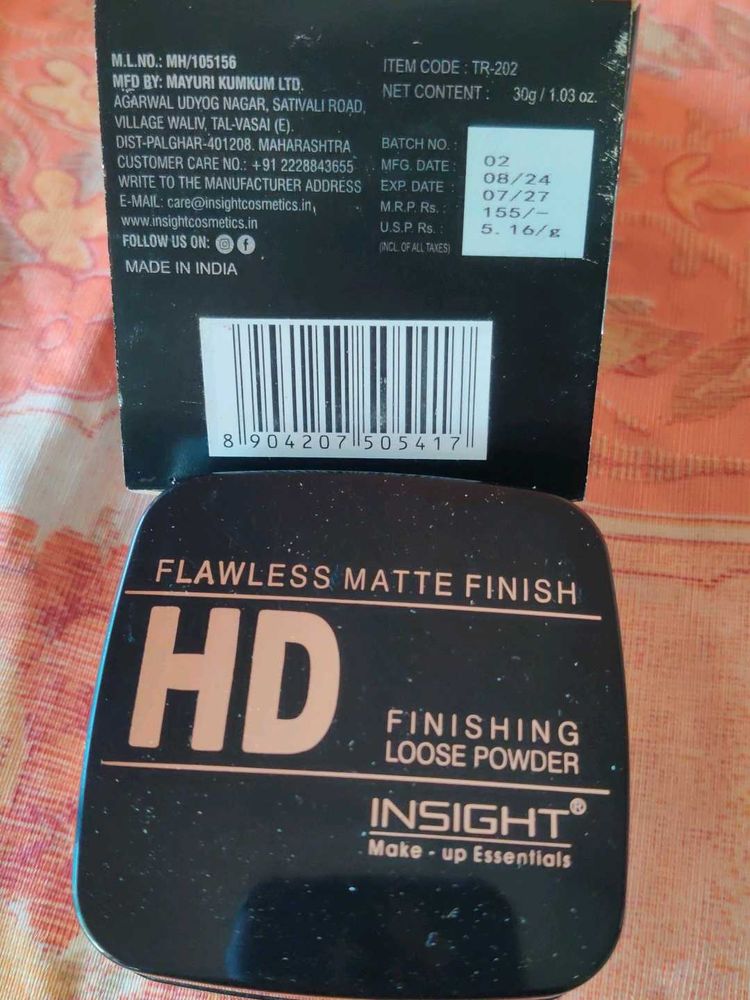 M.L.NO.: MH/105156
MFD BY: MAYURI KUMKUM LTD.
AGARWAL UDYOG NAGAR, SATIVALI ROAD,
VILLAGE WALIV, TAL-VASAI (E).
DIST-PALGHAR-401208. MAHARASHTRA
CUSTOMER CARE NO.: +91 2228843655
WRITE TO THE MANUFACTURER ADDRESS
E-MAIL: care@insightcosmetics.in,
www.insightcosmetics.in
FOLLOW US ON:
MADE IN INDIA
ITEM CODE : TR-202
NET CONTENT : 30g / 1.03 oz.
BATCH NO. : 02
MFG. DATE : 08/24
EXP. DATE : 07/27
M.R.P. Rs. : 155/-
U.S.P. Rs. : 5.16/g
(INCL. OF ALL TAXES)
8 904207 505417
FLAWLESS MATTE FINISH
HD
FINISHING
LOOSE POWDER
INSIGHT®
Make - up Essentials